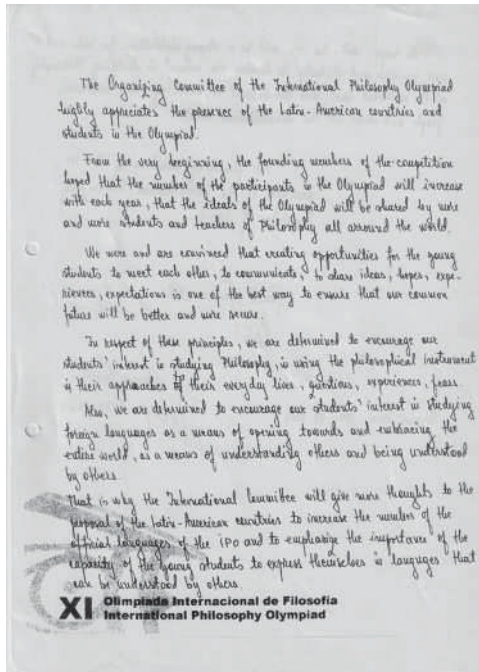 The Organizing Committee of the International Philosophy Olympiad
highly appreciates the presence of the Latin-American countries and
students in the Olympiad.
From the very beginning, the founding members of the competition
hoped that the number of the participants in the Olympiad will increase
with each year, that the ideals of the Olympiad will be shared by more
and more students and teachers of Philosophy all arround the world.
We were and are convinced that creating opportunities for the young
students to meet each other, to communicate, to share ideas, hopes, expe-
riences, expectations is one of the best way to ensure that our common
future will be better and more secure.
In respect of these principles, we are determined to encourage our
students' interest in studying Philosophy, in using the philosophical instrument
in their approaches of their everyday lives, questions, experiences, fears.
Also, we are determined to encourage our students' interest in studying
foreign languages as a means of opening towards and embracing the
entire world, as a means of understanding others and being understood
by others.
That is why the International Committee will give more thoughts to the
proposal of the Latin-American countries to increase the number of the
official languages of the IPO and to emphasize the importance of the
capacity of the young students to express themselves in languages that
can be understood by others.
XI Olimpiada Internacional de Filosofía
International Philosophy Olympiad